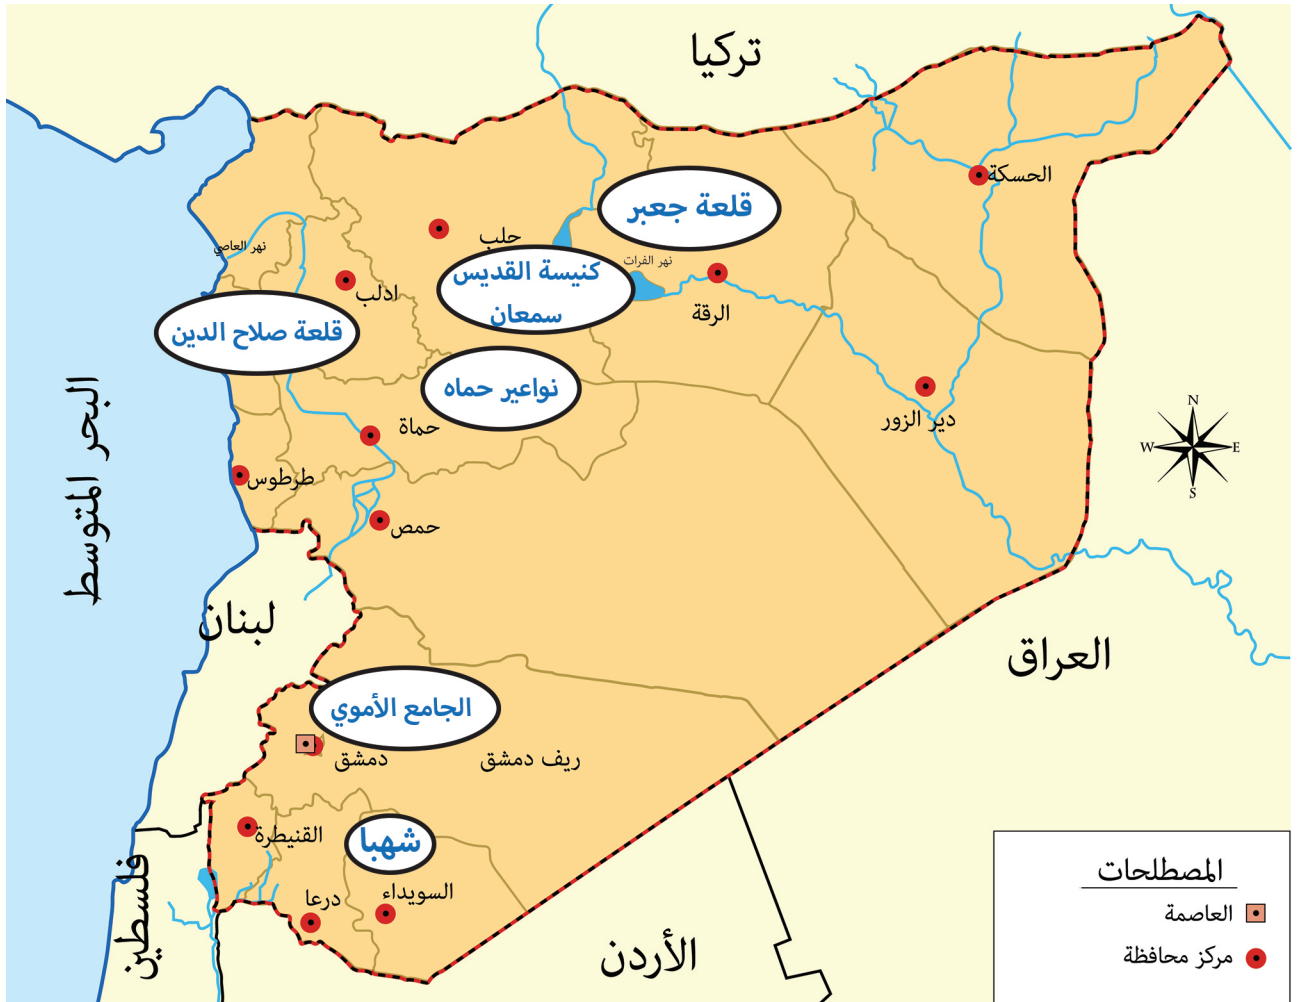 تركيا
الحسكة
قلعة جعبر
حلب
نهر العاصي
نهر الفرات
كنيسة القديس
سمعان
ادلب
الرقة
قلعة صلاح الدين
نواعير حماه
حماة
دير الزور
N
W
E
S
البحر المتوسط
طرطوس
حمص
لبنان
العراق
الجامع الأموي
دمشق
ريف دمشق
القنيطرة
شهبا
السويداء
درعا
فلسطين
الأردن
المصطلحات
العاصمة
مركز محافظة